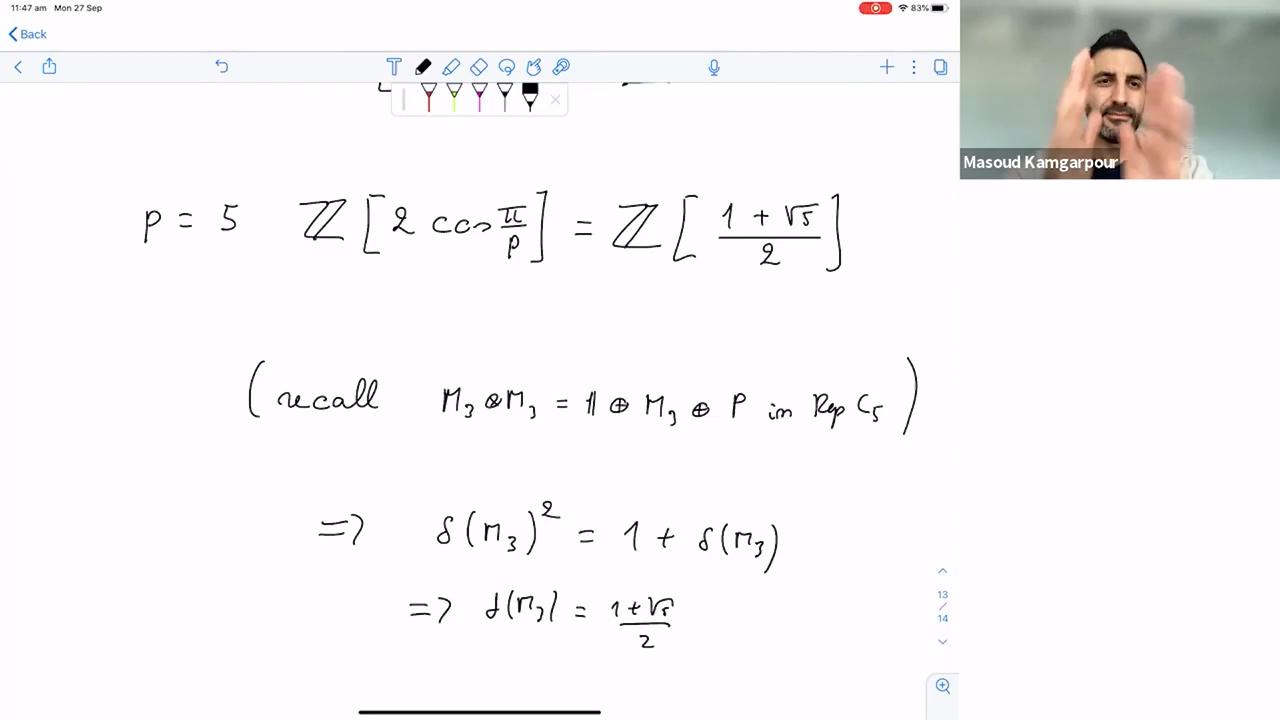 11:47 am Mon 27 Sep
83%
Back
T
p = 5 ℤ[2 cos π/p] = ℤ[(1 + √5)/2]
(recall M₃ ⊗ M₃ = 𝟙 ⊕ M₃ ⊕ P in Rep C₅)
=> δ(M₃)² = 1 + δ(M₃)
=> δ(M₃) = (1 + √5)/2
13
/
14
Masoud Kamgarpour